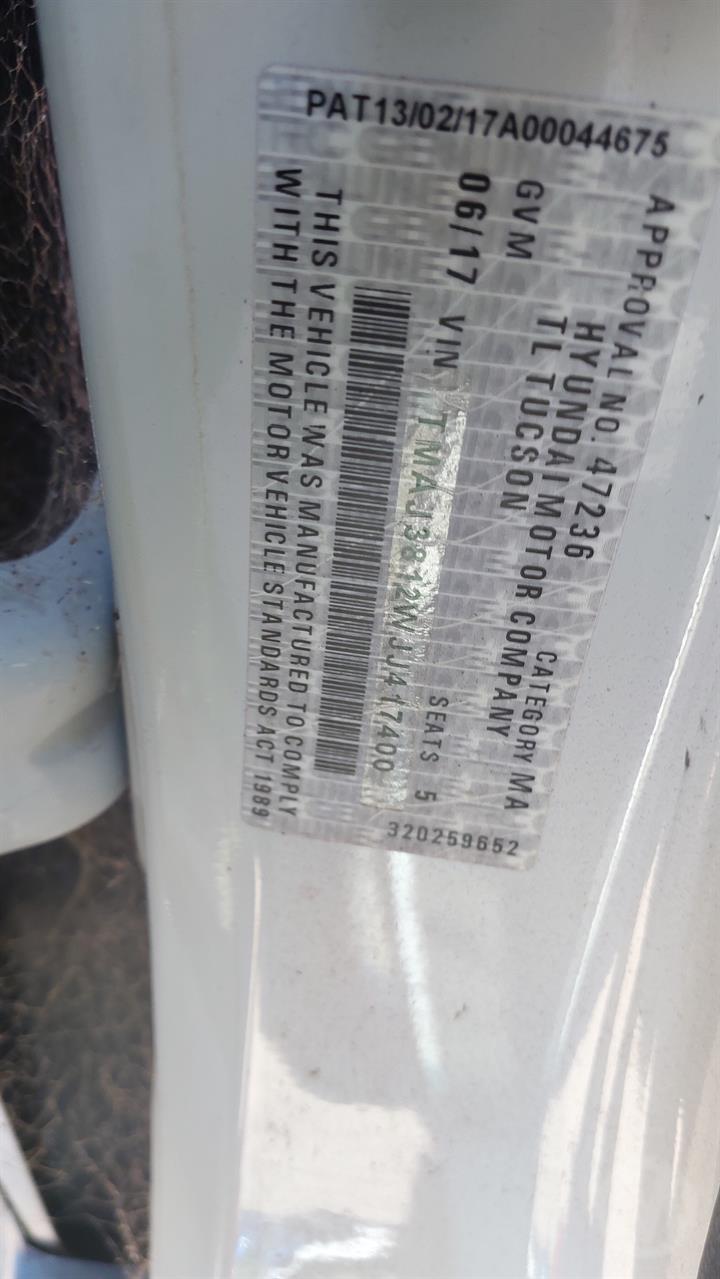 PAT13/02/17A00044675
APPROVAL NO. 47236 CATEGORY MA
HYUNDAI MOTOR COMPANY
TL TUCSON
GVM SEATS 5
06/17 VIN TMAJ3812WJJ417400
THIS VEHICLE WAS MANUFACTURED TO COMPLY
WITH THE MOTOR VEHICLE STANDARDS ACT 1989
320259652